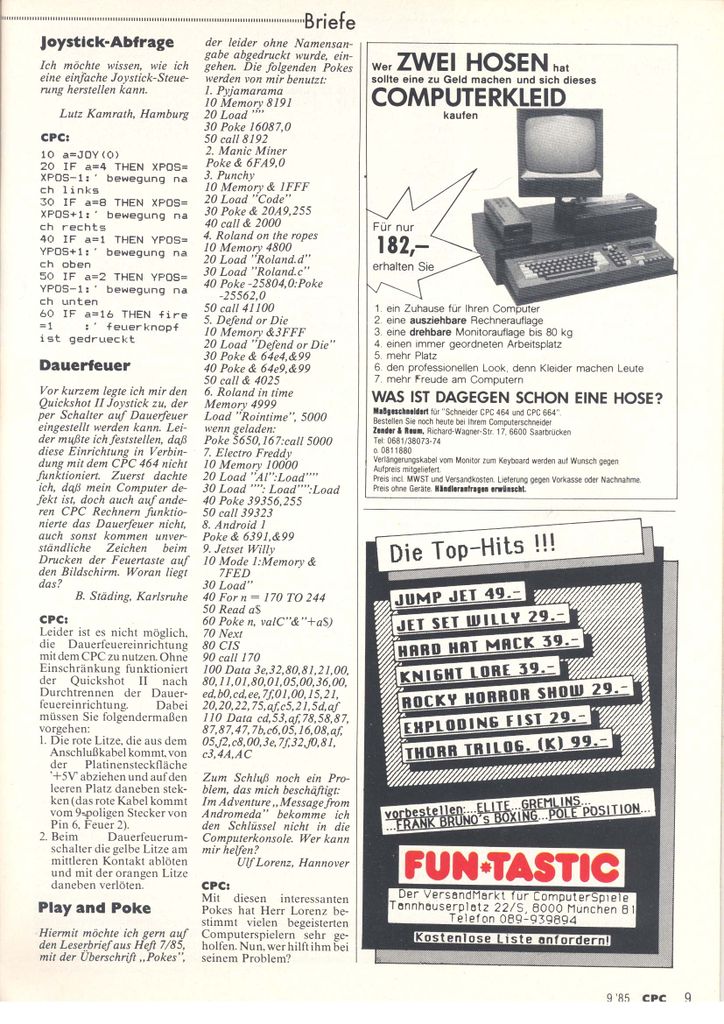 Briefe
Joystick-Abfrage
Ich möchte wissen, wie ich
eine einfache Joystick-Steue-
rung herstellen kann.
Lutz Kamrath, Hamburg
CPC:
10 a=JOY(0)
20 IF a=4 THEN XPOS=
XPOS-1:' bewegung na
ch links
30 IF a=8 THEN XPOS=
XPOS+1:' bewegung na
ch rechts
40 IF a=1 THEN YPOS=
YPOS+1:' bewegung na
ch oben
50 IF a=2 THEN YPOS=
YPOS-1:' bewegung na
ch unten
60 IF a=16 THEN fire
=1 :' feuerknopf
ist gedrueckt
Dauerfeuer
Vor kurzem legte ich mir den
Quickshot II Joystick zu, der
per Schalter auf Dauerfeuer
eingestellt werden kann. Lei-
der mußte ich feststellen, daß
diese Einrichtung in Verbin-
dung mit dem CPC 464 nicht
funktioniert. Zuerst dachte
ich, daß mein Computer de-
fekt ist, doch auch auf ande-
ren CPC Rechnern funktio-
nierte das Dauerfeuer nicht,
auch sonst kommen unver-
ständliche Zeichen beim
Drucken der Feuertaste auf
den Bildschirm. Woran liegt
das?
B. Städing, Karlsruhe
CPC:
Leider ist es nicht möglich,
die Dauerfeuereinrichtung
mit dem CPC zu nutzen. Ohne
Einschränkung funktioniert
der Quickshot II nach
Durchtrennen der Dauer-
feuereinrichtung. Dabei
müssen Sie folgendermaßen
vorgehen:
1. Die rote Litze, die aus dem
Anschlußkabel kommt, von
der Platinensteckfläche
'+5V' abziehen und auf den
leeren Platz daneben stek-
ken (das rote Kabel kommt
vom 9-poligen Stecker von
Pin 6, Feuer 2).
2. Beim Dauerfeuerum-
schalter die gelbe Litze am
mittleren Kontakt ablöten
und mit der orangen Litze
daneben verlöten.
Play and Poke
Hiermit möchte ich gern auf
den Leserbrief aus Heft 7/85,
mit der Überschrift „Pokes",
der leider ohne Namensan-
gabe abgedruckt wurde, ein-
gehen. Die folgenden Pokes
werden von mir benutzt:
1. Pyjamarama
10 Memory 8191
20 Load ""
30 Poke 16087,0
50 call 8192
2. Manic Miner
Poke & 6FA9,0
3. Punchy
10 Memory & 1FFF
20 Load "Code"
30 Poke & 20A9,255
40 call & 2000
4. Roland on the ropes
10 Memory 4800
20 Load "Roland.d"
30 Load "Roland.c"
40 Poke -25804,0:Poke
-25562,0
50 call 41100
5. Defend or Die
10 Memory &3FFF
20 Load "Defend or Die"
30 Poke & 64e4,&99
40 Poke & 64e9,&99
50 call & 4025
6. Roland in time
Memory 4999
Load "Rointime", 5000
wenn geladen:
Poke 5650,167:call 5000
7. Electro Freddy
10 Memory 10000
20 Load "Al":Load""
30 Load "": Load"":Load
40 Poke 39356,255
50 call 39323
8. Android 1
Poke & 6391,&99
9. Jetset Willy
10 Mode 1:Memory &
7FED
30 Load"
40 For n = 170 TO 244
50 Read a$
60 Poke n, valC"&"+a$)
70 Next
80 CIS
90 call 170
100 Data 3e,32,80,81,21,00,
80,11,01,80,01,05,00,36,00,
ed,b0,cd,ee,7f,01,00,15,21,
20,20,22,75,af,c5,21,5d,af
110 Data cd,53,af,78,58,87,
87,87,47,7b,c6,05,16,08,af,
05,f2,c8,00,3e,7f,32,f0,81,
c3,4A,AC
Zum Schluß noch ein Pro-
blem, das mich beschäftigt:
Im Adventure „Message from
Andromeda" bekomme ich
den Schlüssel nicht in die
Computerkonsole. Wer kann
mir helfen?
Ulf Lorenz, Hannover
CPC:
Mit diesen interessanten
Pokes hat Herr Lorenz be-
stimmt vielen begeisterten
Computerspielern sehr ge-
holfen. Nun, wer hilft ihm bei
seinem Problem?
Wer ZWEI HOSEN hat
sollte eine zu Geld machen und sich dieses
COMPUTERKLEID
kaufen
Für nur
182,–
erhalten Sie
1. ein Zuhause für Ihren Computer
2. eine ausziehbare Rechnerauflage
3. eine drehbare Monitorauflage bis 80 kg
4. einen immer geordneten Arbeitsplatz
5. mehr Platz
6. den professionellen Look, denn Kleider machen Leute
7. mehr Freude am Computern
WAS IST DAGEGEN SCHON EINE HOSE?
Maßgeschneidert für "Schneider CPC 464 und CPC 664".
Bestellen Sie noch heute bei Ihrem Computerschneider
Zender & Raum, Richard-Wagner-Str. 17, 6600 Saarbrücken
Tel: 0681/38073-74
o. 0811880
Verlängerungskabel vom Monitor zum Keyboard werden auf Wunsch gegen
Aufpreis mitgeliefert.
Preis incl. MWST und Versandkosten. Lieferung gegen Vorkasse oder Nachnahme.
Preis ohne Geräte. Händleranfragen erwünscht.
Die Top-Hits !!!
JUMP JET 49.-
JET SET WILLY 29.-
HARD HAT MACK 39.-
KNIGHT LORE 39.-
ROCKY HORROR SHOW 29.-
EXPLODING FIST 29.-
THORR TRILOG. (K) 99.-
vorbestellen:...ELITE...GREMLINS...
...FRANK BRUNO's BOXING...POLE POSITION...
FUN*TASTIC
Der VersandMarkt für ComputerSpiele
Tannhauserplatz 22/S, 8000 Munchen 81
Telefon 089-939894
Kostenlose Liste anfordern!
9 '85 CPC 9